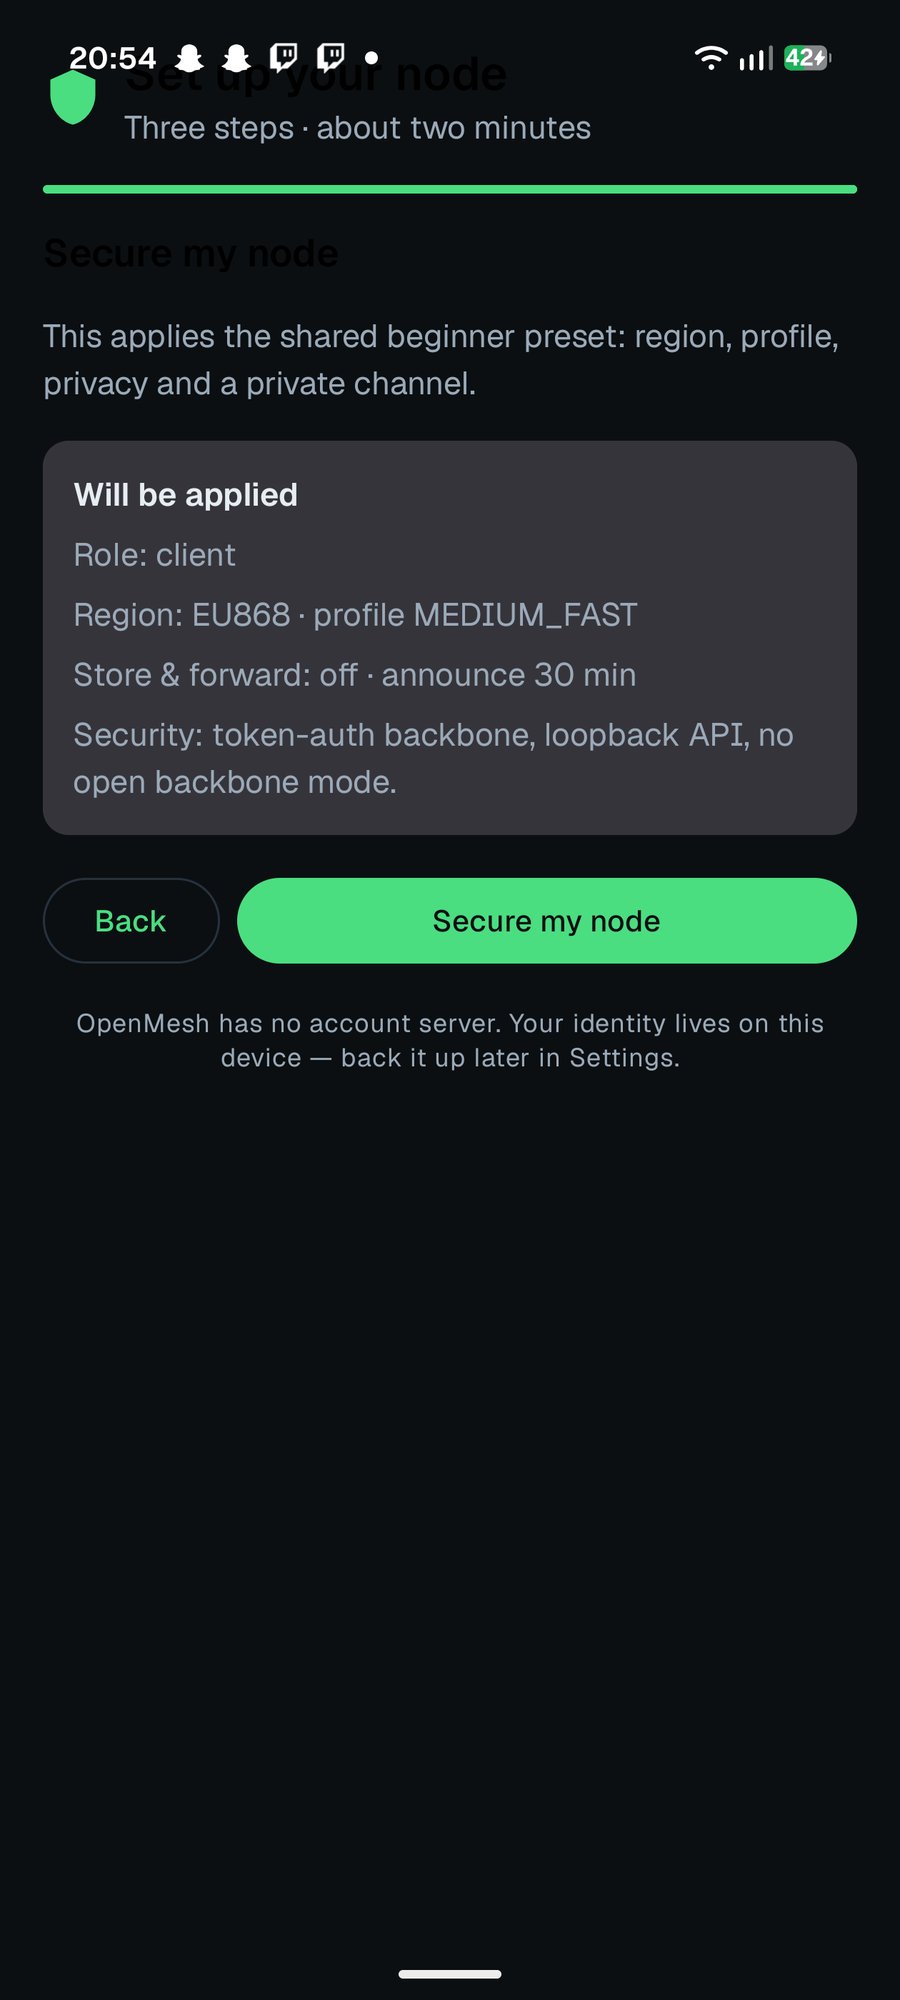 20:54
42
Set up your node
Three steps · about two minutes
Secure my node
This applies the shared beginner preset: region, profile,
privacy and a private channel.
Will be applied
Role: client
Region: EU868 · profile MEDIUM_FAST
Store & forward: off · announce 30 min
Security: token-auth backbone, loopback API, no
open backbone mode.
Back
Secure my node
OpenMesh has no account server. Your identity lives on this
device — back it up later in Settings.